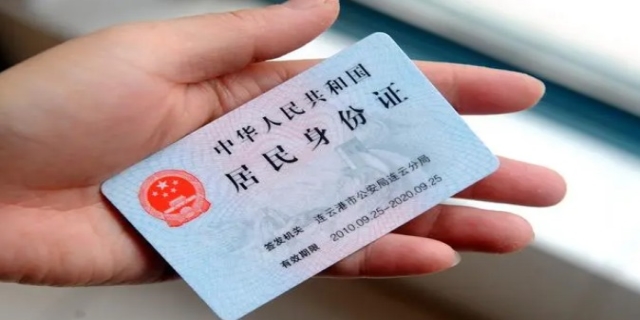 中华人民共和国
居民身份证
签发机关 连云港市公安局连云分局
有效期限 2010.09.25-2020.09.25